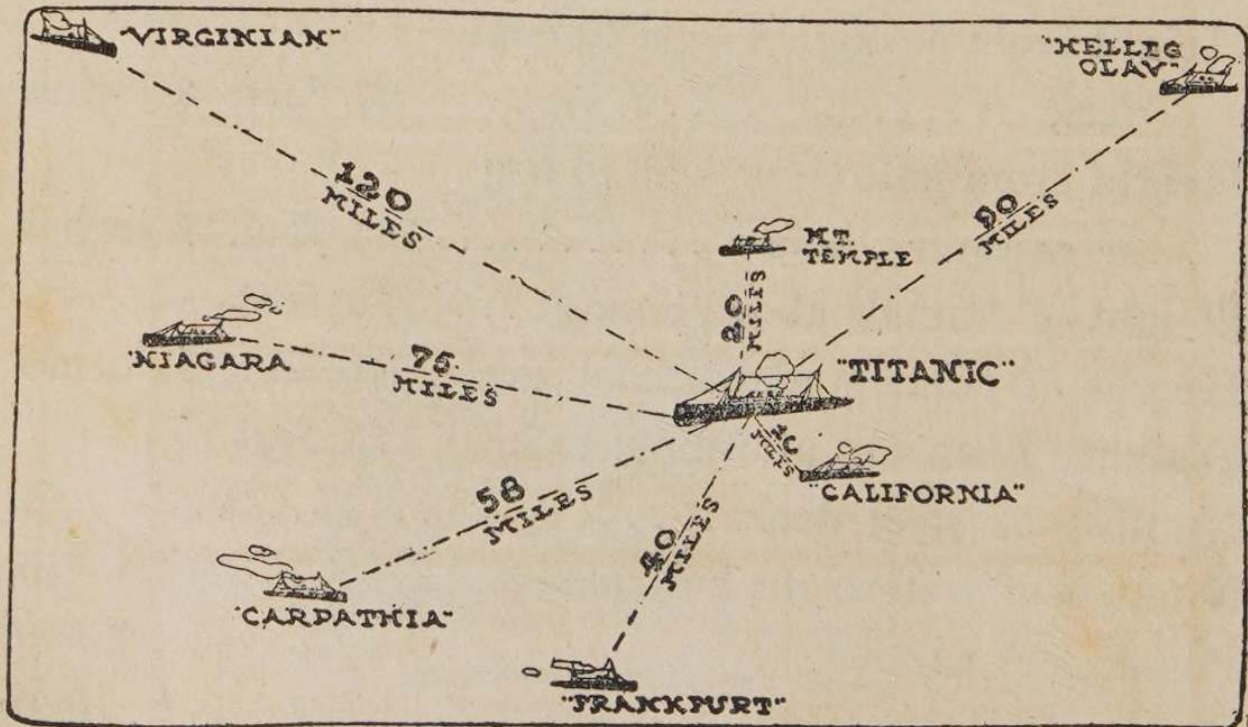 "VIRGINIAN"
"HELLIG
OLAV"
120
MILES
90
MILES
MT.
TEMPLE
20
MILES
"NIAGARA
75
MILES
"TITANIC"
10
MILES
"CALIFORNIA"
58
MILES
40
MILES
"CARPATHIA"
"FRANKFURT"